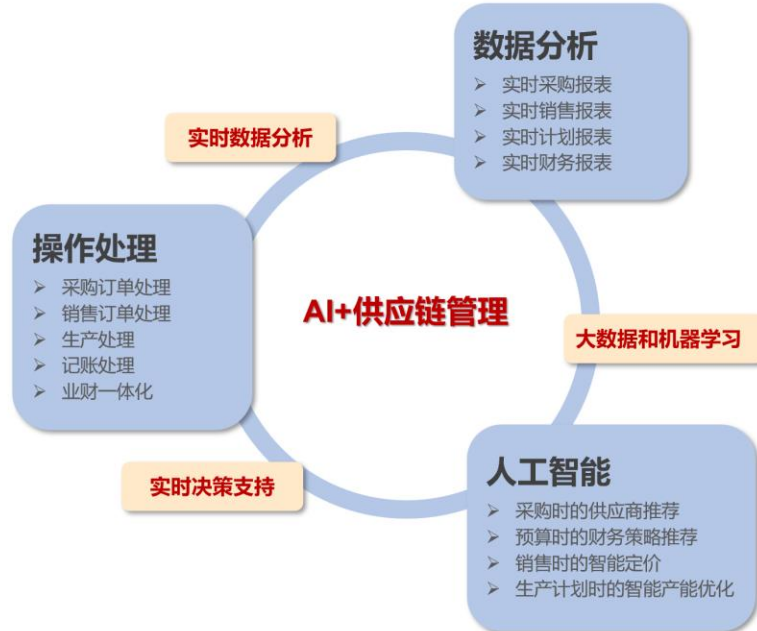 数据分析
➢ 实时采购报表
➢ 实时销售报表
➢ 实时计划报表
➢ 实时财务报表
实时数据分析
操作处理
➢ 采购订单处理
➢ 销售订单处理
➢ 生产处理
➢ 记账处理
➢ 业财一体化
AI+供应链管理
大数据和机器学习
人工智能
➢ 采购时的供应商推荐
➢ 预算时的财务策略推荐
➢ 销售时的智能定价
➢ 生产计划时的智能产能优化
实时决策支持